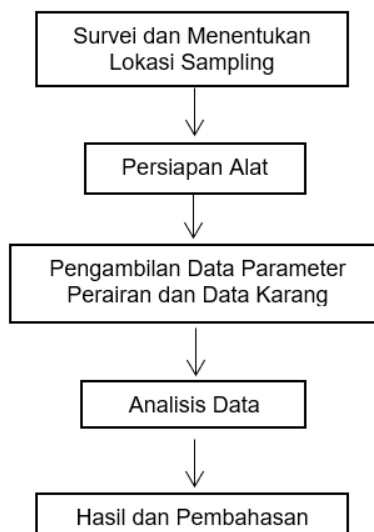 Survei dan Menentukan
Lokasi Sampling
Persiapan Alat
Pengambilan Data Parameter
Perairan dan Data Karang
Analisis Data
Hasil dan Pembahasan